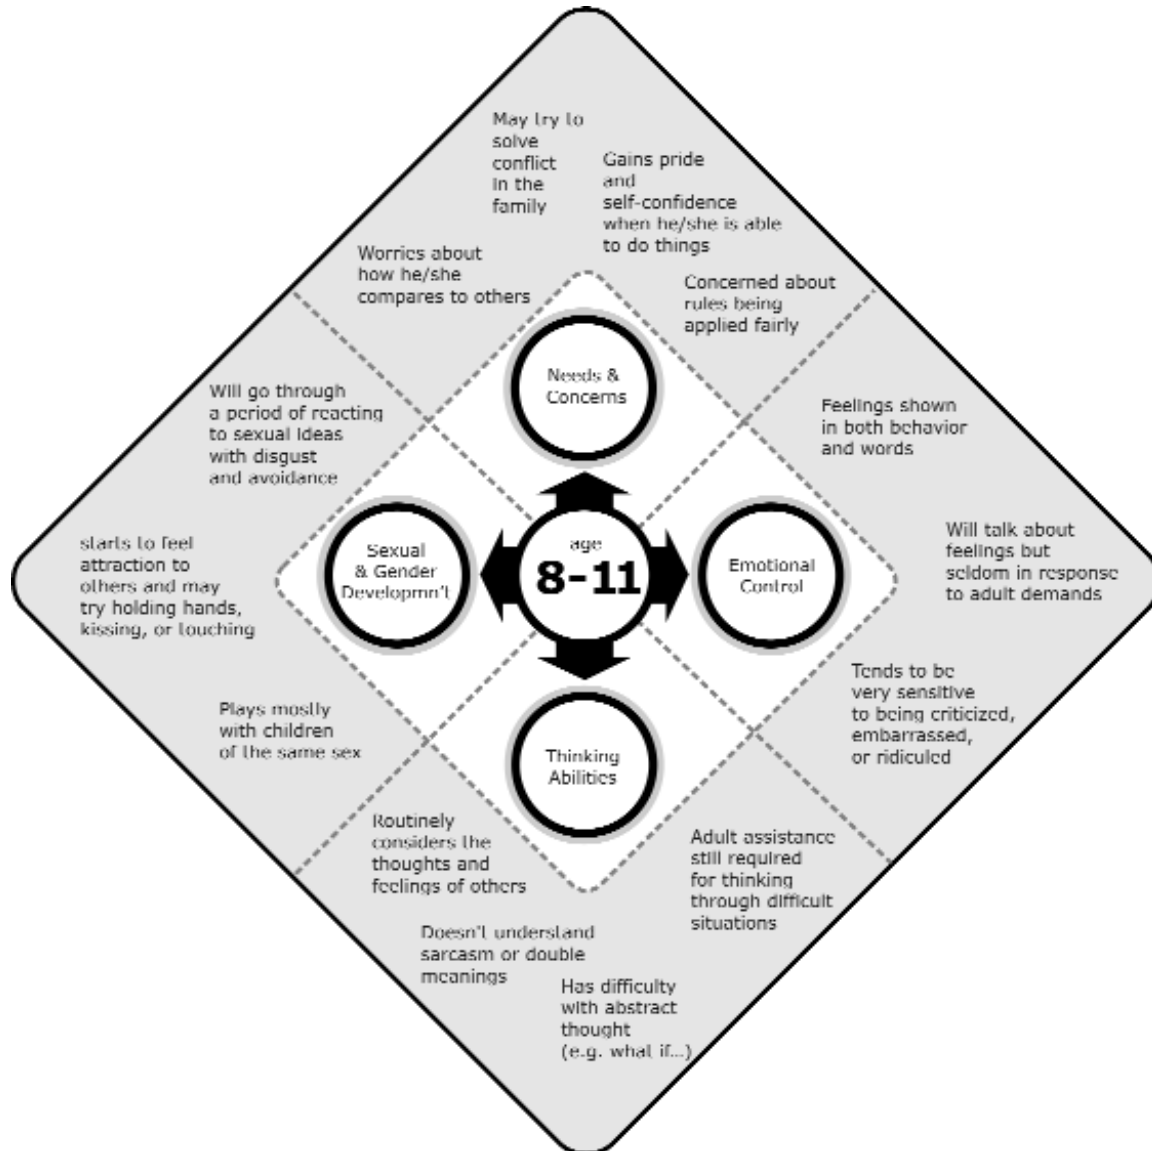 May try to
solve
conflict
in the
family
Gains pride
and
self-confidence
when he/she is able
to do things
Worries about
how he/she
compares to others
Concerned about
rules being
applied fairly
Needs &
Concerns
Will go through
a period of reacting
to sexual ideas
with disgust
and avoidance
Feelings shown
in both behavior
and words
starts to feel
attraction to
others and may
try holding hands,
kissing, or touching
Sexual
& Gender
Developmn't
age
8-11
Emotional
Control
Will talk about
feelings but
seldom in response
to adult demands
Plays mostly
with children
of the same sex
Tends to be
very sensitive
to being criticized,
embarrassed,
or ridiculed
Thinking
Abilities
Routinely
considers the
thoughts and
feelings of others
Adult assistance
still required
for thinking
through difficult
situations
Doesn't understand
sarcasm or double
meanings
Has difficulty
with abstract
thought
(e.g. what if...)